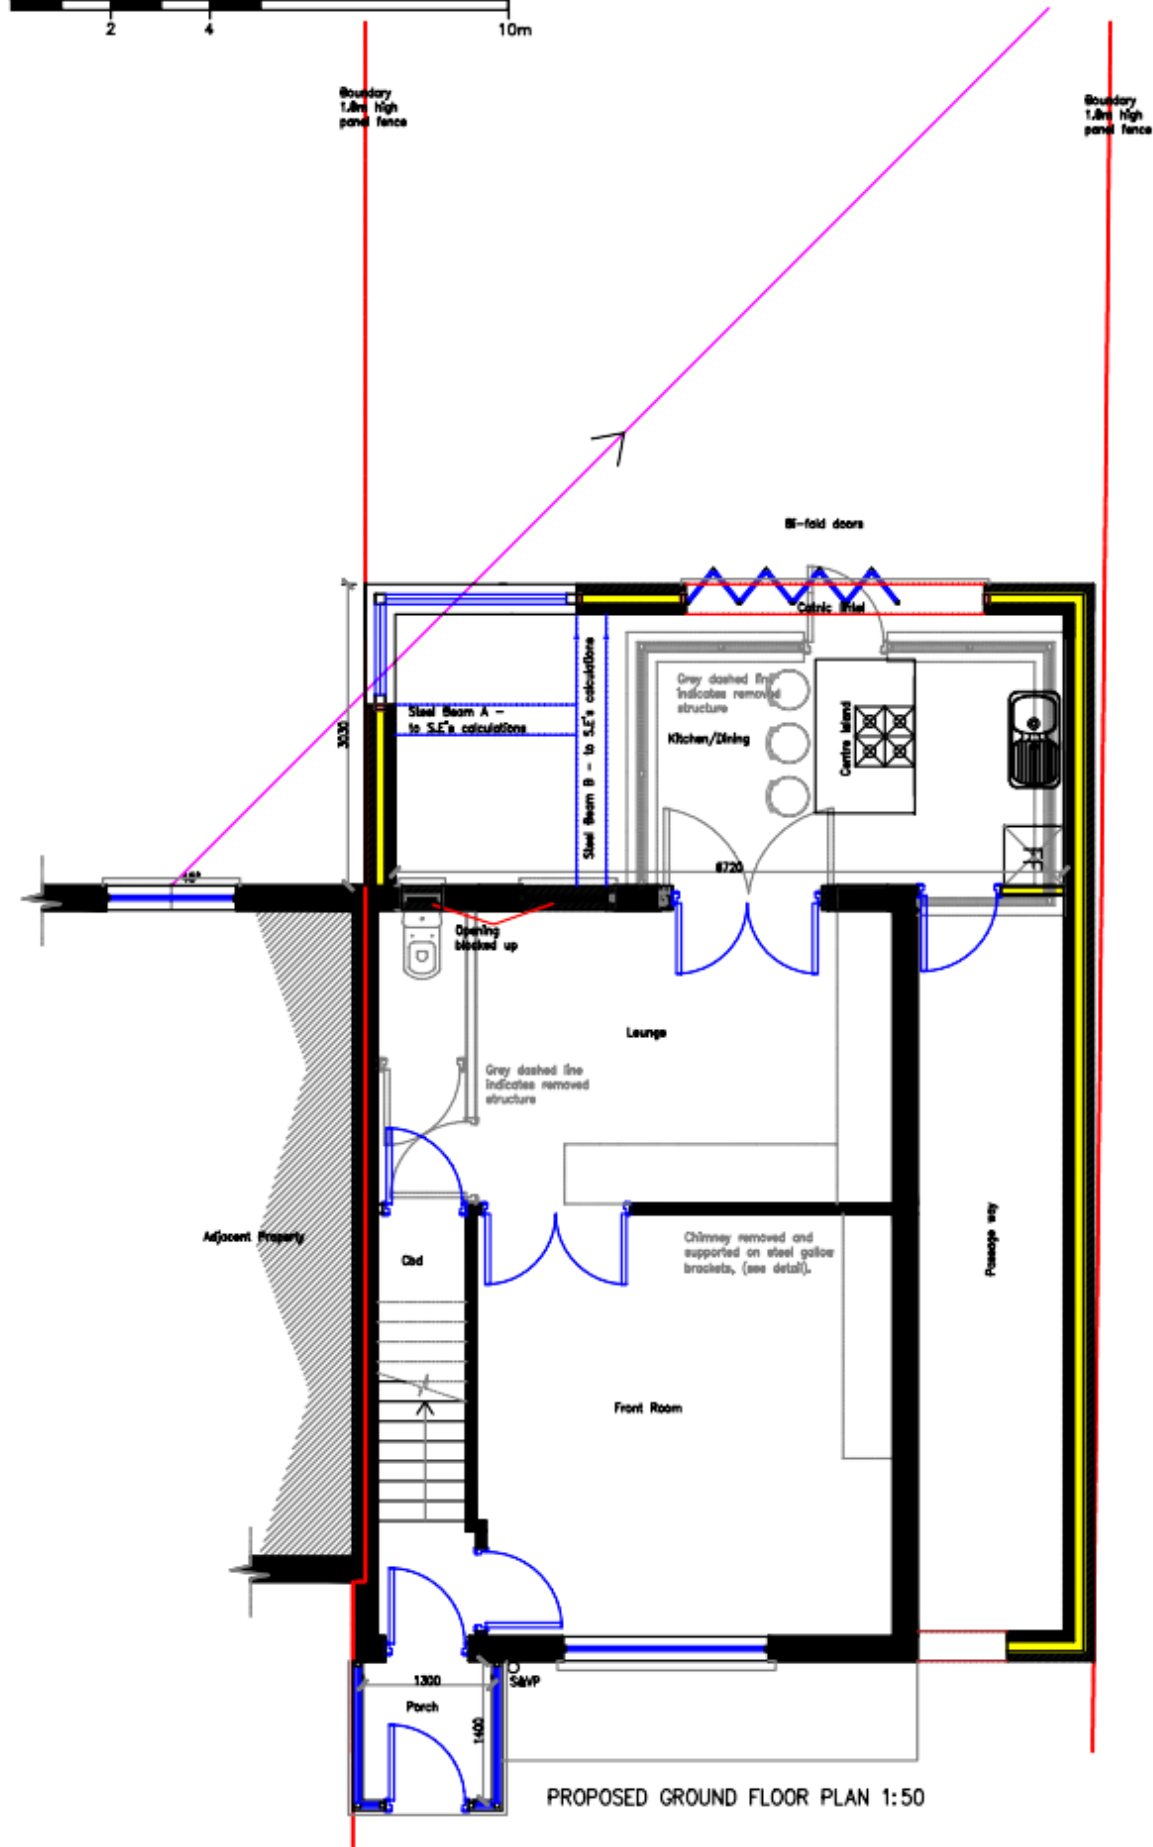 2 4 10m
Boundary
1.8m high
panel fence
Boundary
1.8m high
panel fence
Bi-fold doors
Catnic lintel
Grey dashed line
indicates removed
structure
Steel Beam A -
to S.E's calculations
Steel Beam B - to S.E's calculations
Kitchen/Dining
Centre Island
3030
6720
45°
FF
Opening
blocked up
Lounge
Grey dashed line
indicates removed
structure
Adjacent Property
Cbd
Chimney removed and
supported on steel gallow
brackets, (see detail).
Passage way
Front Room
1300
S&VP
Porch
1400
PROPOSED GROUND FLOOR PLAN 1:50